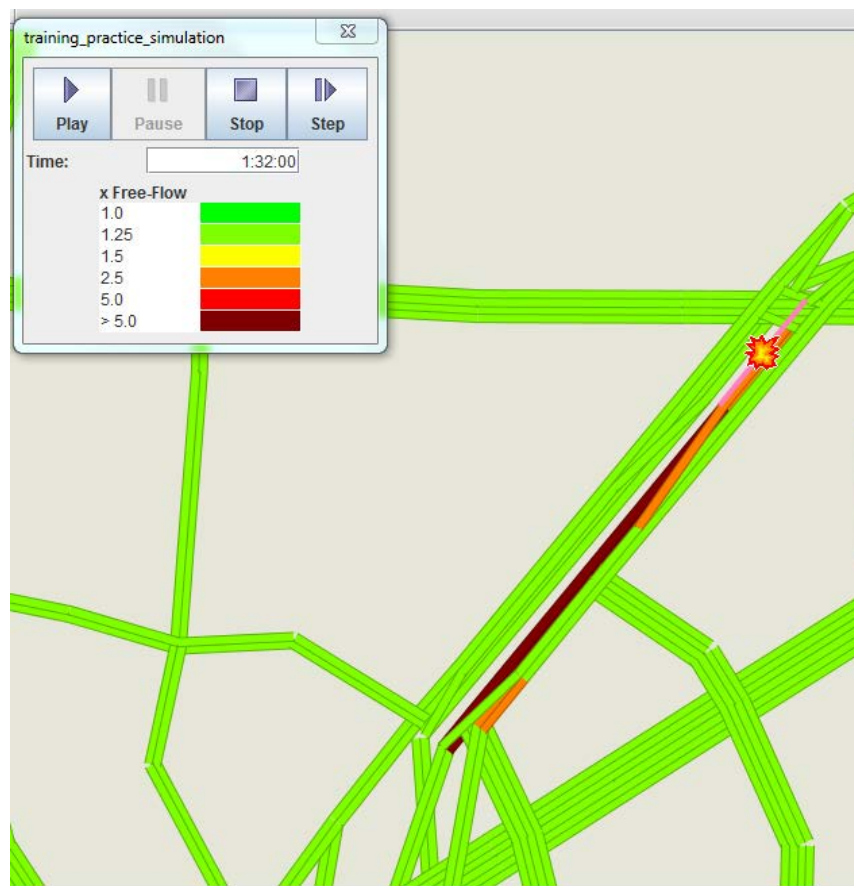 training_practice_simulation
Play Pause Stop Step
Time: 1:32:00
x Free-Flow
1.0
1.25
1.5
2.5
5.0
> 5.0